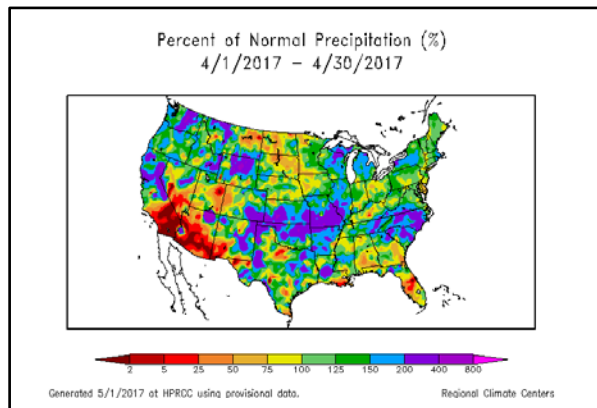 Percent of Normal Precipitation (%)
4/1/2017 – 4/30/2017
2 5 25 50 75 100 125 150 200 400 800
Generated 5/1/2017 at HPRCC using provisional data. Regional Climate Centers